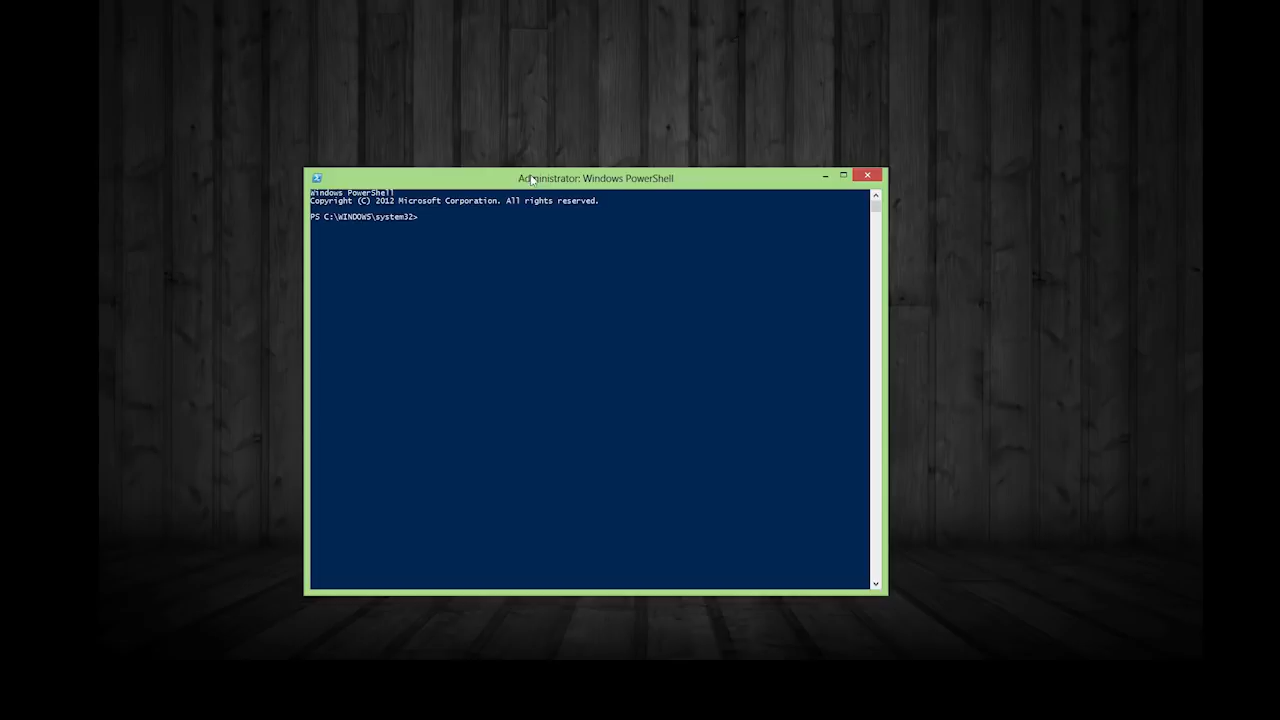 Administrator: Windows PowerShell
Windows PowerShell
Copyright (C) 2012 Microsoft Corporation. All rights reserved.
PS C:\WINDOWS\system32>